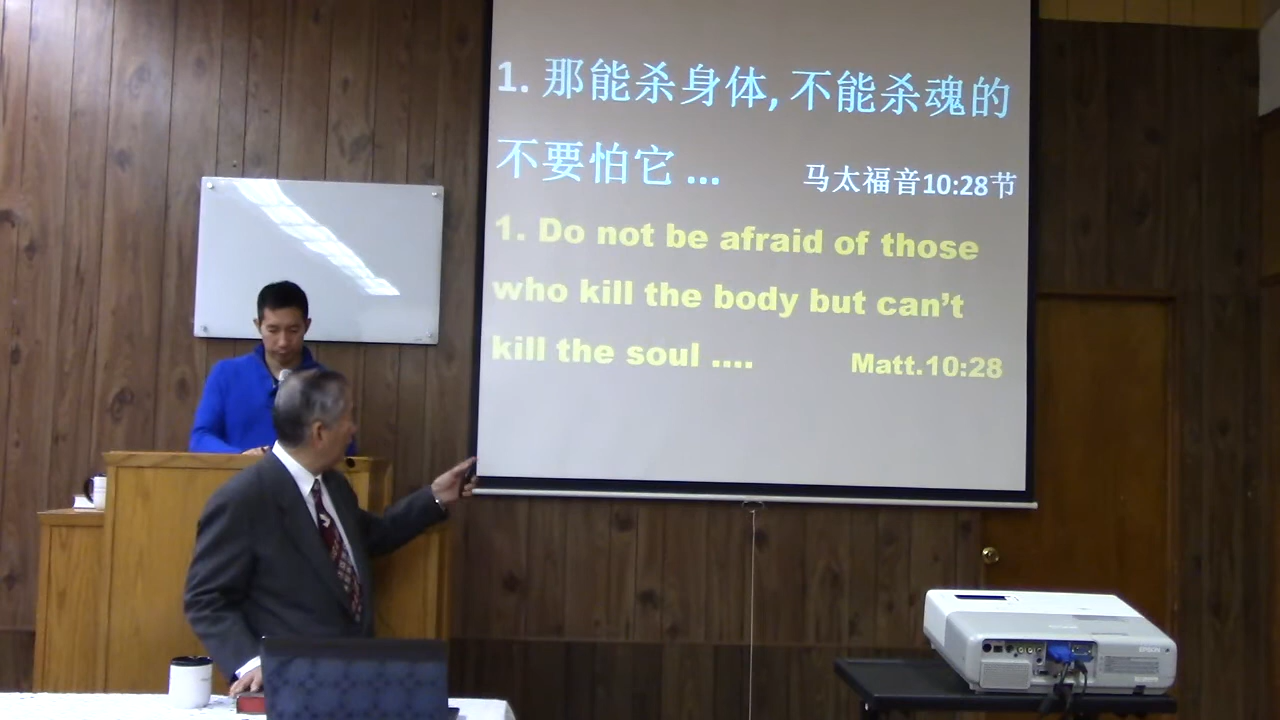 1. 那能杀身体, 不能杀魂的
不要怕它 ...
马太福音10:28节
1. Do not be afraid of those
who kill the body but can't
kill the soul ....
Matt.10:28
EPSON